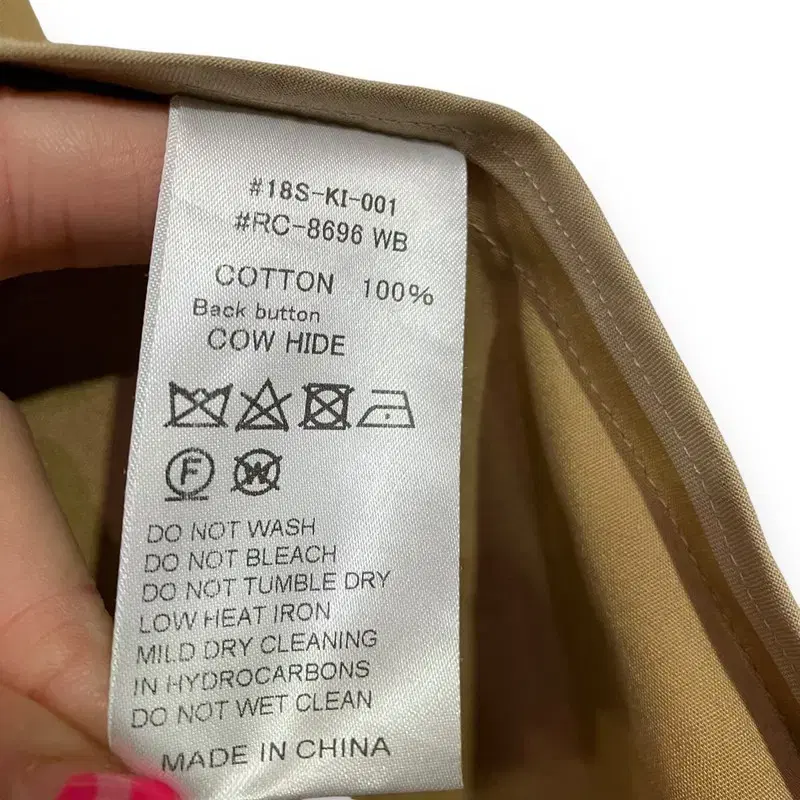 #18S-KI-001
#RC-8696 WB
COTTON 100%
Back button
COW HIDE
F W
DO NOT WASH
DO NOT BLEACH
DO NOT TUMBLE DRY
LOW HEAT IRON
MILD DRY CLEANING
IN HYDROCARBONS
DO NOT WET CLEAN
MADE IN CHINA